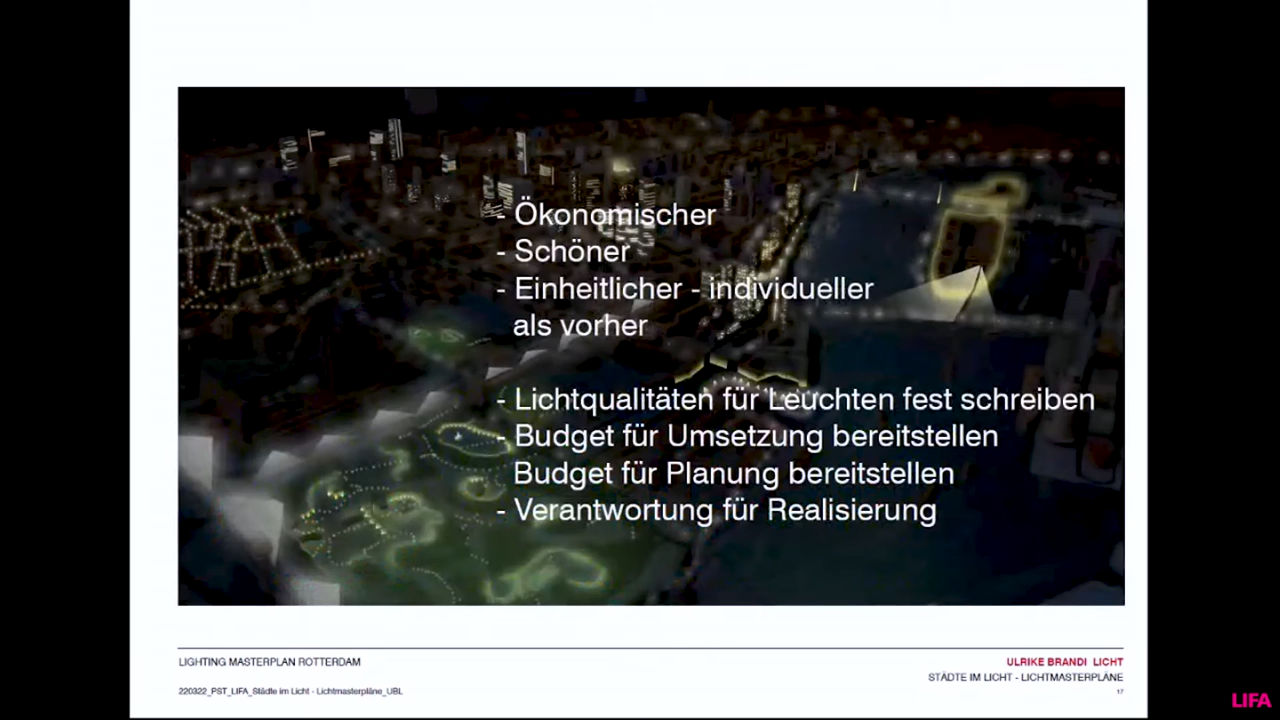 - Ökonomischer
- Schöner
- Einheitlicher - individueller
als vorher
- Lichtqualitäten für Leuchten fest schreiben
- Budget für Umsetzung bereitstellen
Budget für Planung bereitstellen
- Verantwortung für Realisierung
LIGHTING MASTERPLAN ROTTERDAM
ULRIKE BRANDI LICHT
STÄDTE IM LICHT - LICHTMASTERPLÄNE
220322_PST_LIFA_Städte im Licht - Lichtmasterpläne_UBL
17
LIFA